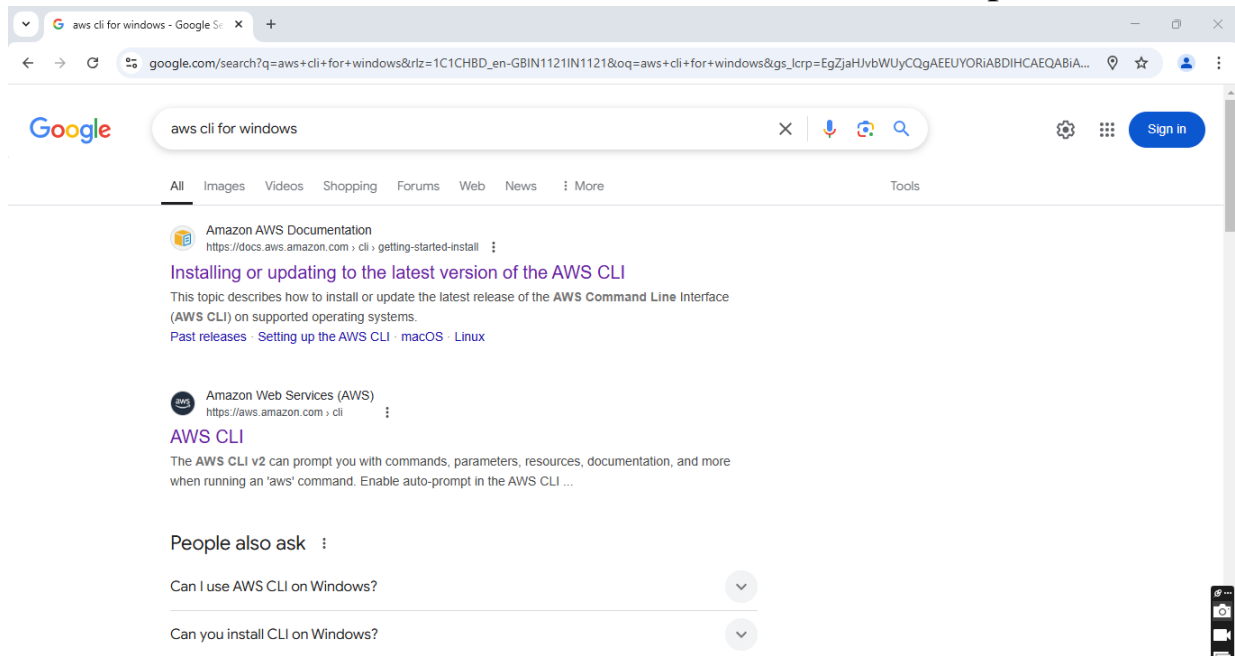 aws cli for windows - Google Se
google.com/search?q=aws+cli+for+windows&rlz=1C1CHBD_en-GBIN1121IN1121&oq=aws+cli+for+windows&gs_lcrp=EgZjaHJvbWUyCQgAEEUYORiABDIHCAEQABiA...
Google
aws cli for windows
Sign in
All Images Videos Shopping Forums Web News More Tools
Amazon AWS Documentation
https://docs.aws.amazon.com › cli › getting-started-install
Installing or updating to the latest version of the AWS CLI
This topic describes how to install or update the latest release of the AWS Command Line Interface
(AWS CLI) on supported operating systems.
Past releases · Setting up the AWS CLI · macOS · Linux
aws
Amazon Web Services (AWS)
https://aws.amazon.com › cli
AWS CLI
The AWS CLI v2 can prompt you with commands, parameters, resources, documentation, and more
when running an 'aws' command. Enable auto-prompt in the AWS CLI ...
People also ask
Can I use AWS CLI on Windows?
Can you install CLI on Windows?